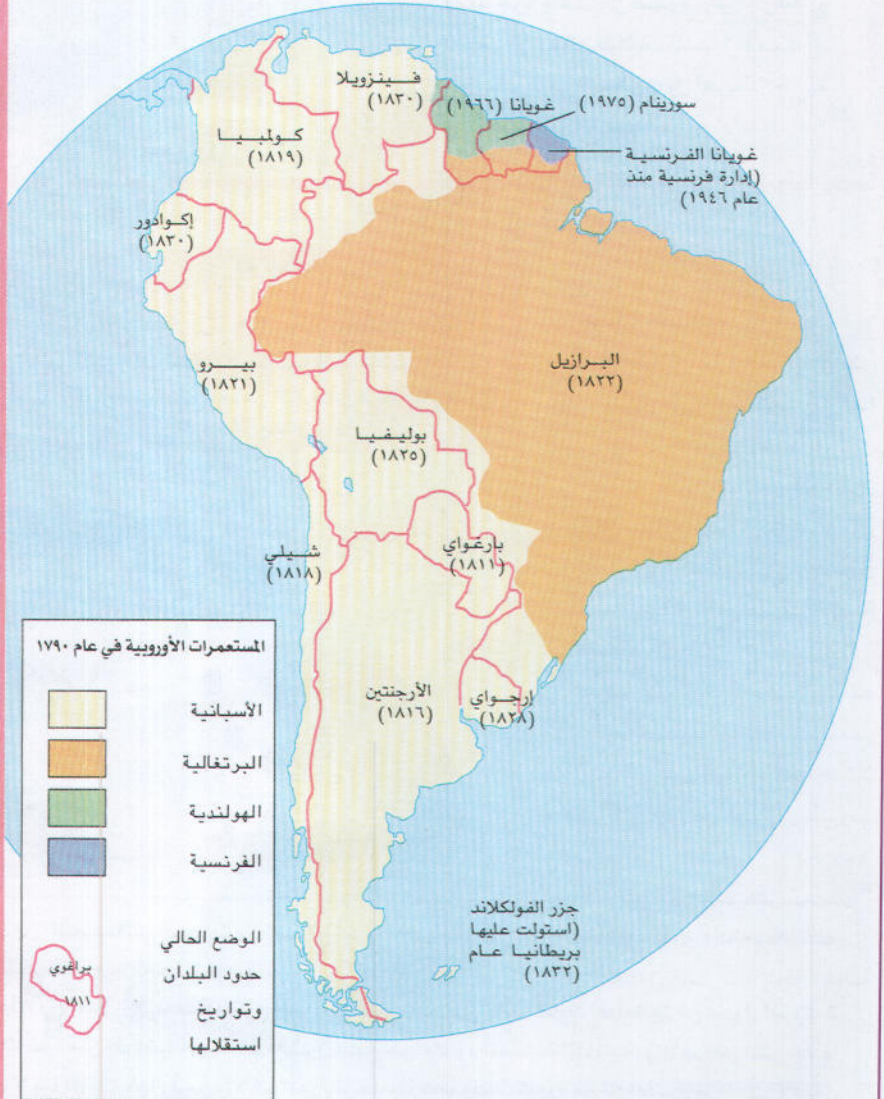 فينزويلا
(١٨٣٠)
غويانا (١٩٦٦)
سورينام (١٩٧٥)
كولمبيا
(١٨١٩)
غويانا الفرنسية
(إدارة فرنسية منذ
عام ١٩٤٦)
إكوادور
(١٨٣٠)
البرازيل
(١٨٢٢)
بيرو
(١٨٢١)
بوليفيا
(١٨٢٥)
بارغواي
(١٨١١)
شيلي
(١٨١٨)
الأرجنتين
(١٨١٦)
إرجواي
(١٨٢٨)
جزر الفولكلاند
(استولت عليها
بريطانيا عام
١٨٣٢)
المستعمرات الأوروبية في عام ١٧٩٠
الأسبانية
البرتغالية
الهولندية
الفرنسية
الوضع الحالي
حدود البلدان
وتواريخ
استقلالها
براغوي
١٨١١